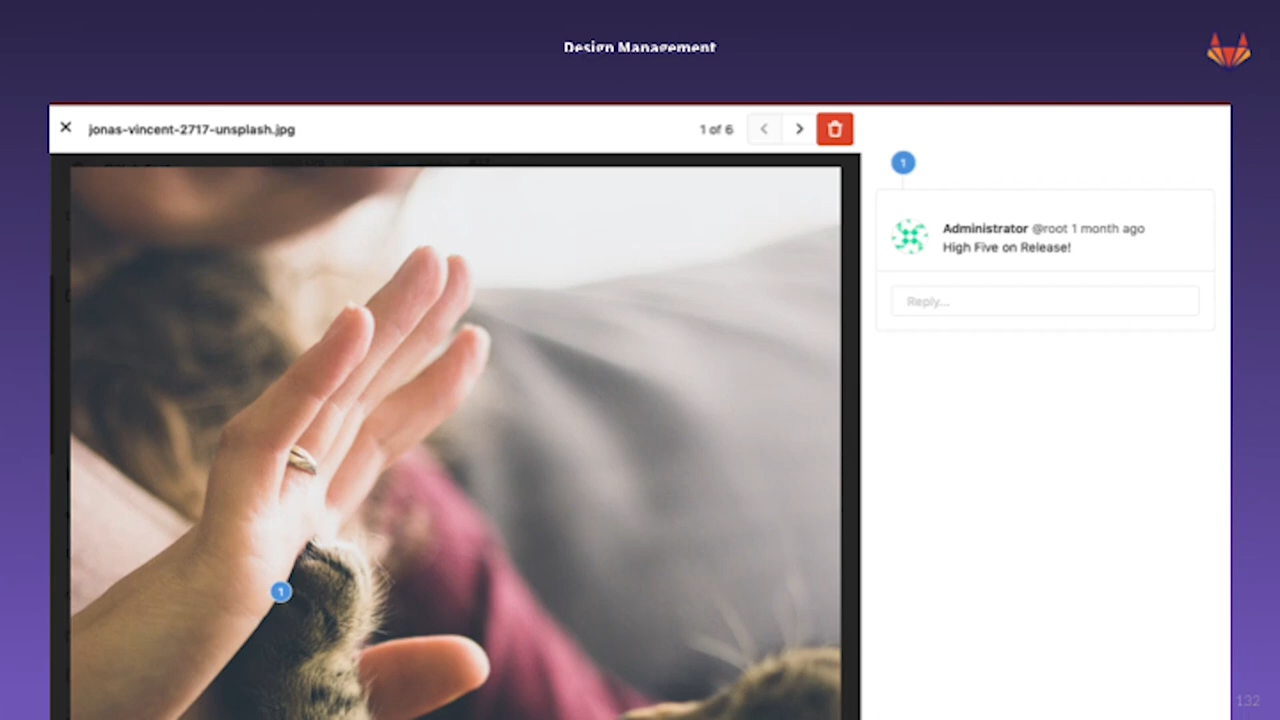 Design Management
jonas-vincent-2717-unsplash.jpg
1 of 6
1
Administrator @root 1 month ago
High Five on Release!
Reply...
1
132